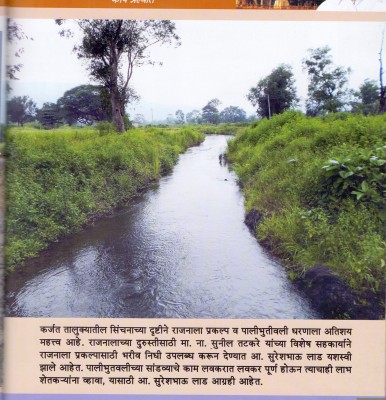 कर्जत तालुक्यातील सिंचनाच्या दृष्टीने राजनाला प्रकल्प व पालीभुतीवली धरणाला अतिशय
महत्त्व आहे. राजनालाच्या दुरुस्तीसाठी मा. ना. सुनील तटकरे यांच्या विशेष सहकार्याने
राजनाला प्रकल्पासाठी भरीव निधी उपलब्ध करून देण्यात आ. सुरेशभाऊ लाड यशस्वी
झाले आहेत. पालीभुतवलीच्या सांडव्याचे काम लवकरात लवकर पूर्ण होऊन त्याचाही लाभ
शेतकऱ्यांना व्हावा, यासाठी आ. सुरेशभाऊ लाड आग्रही आहेत.